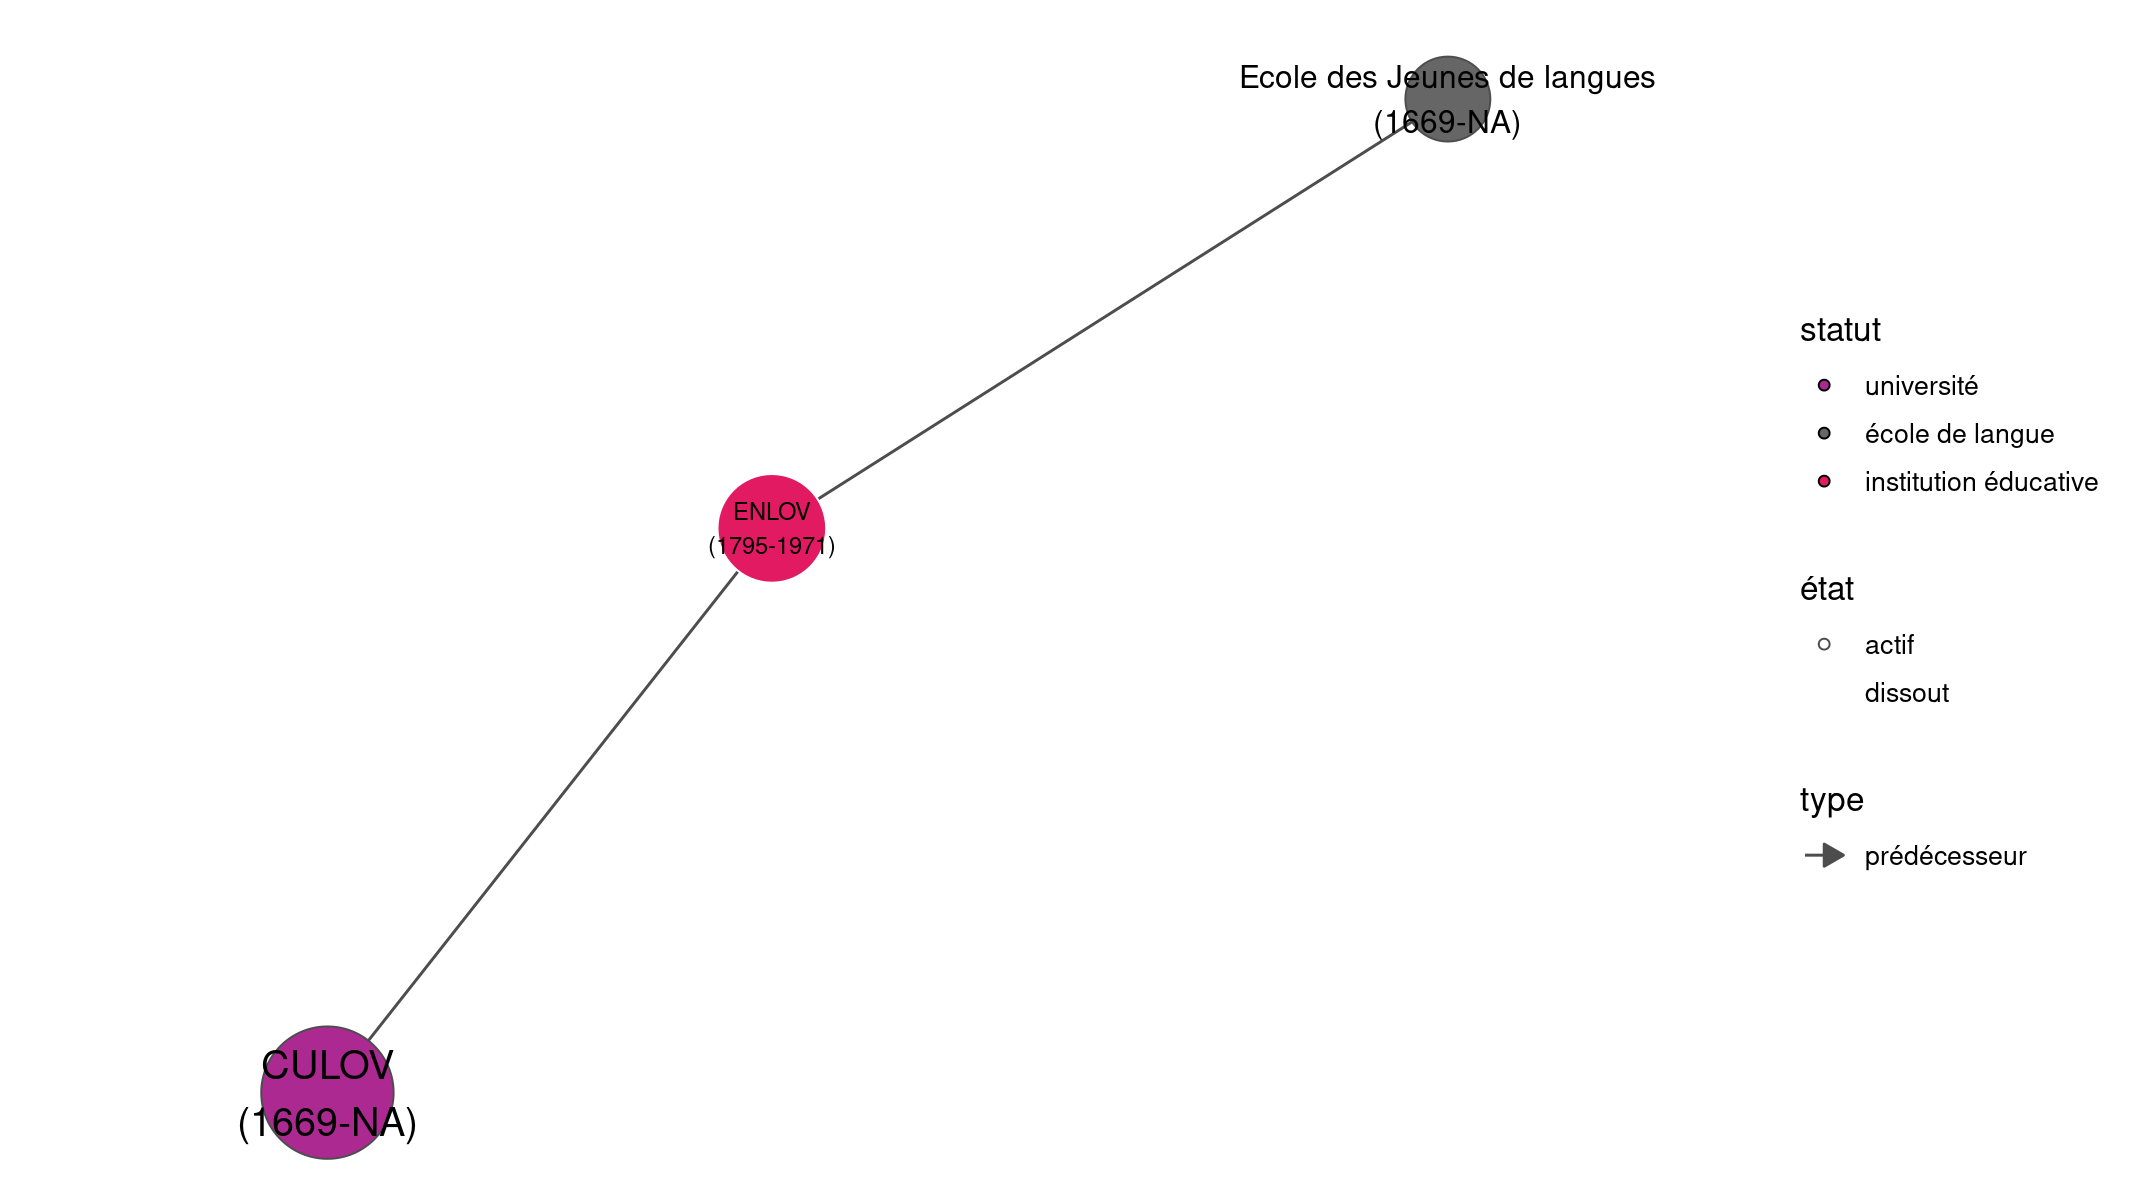 Ecole des Jeunes de langues
(1669-NA)
ENLOV
(1795-1971)
CULOV
(1669-NA)
statut
université
école de langue
institution éducative
état
actif
dissout
type
prédécesseur